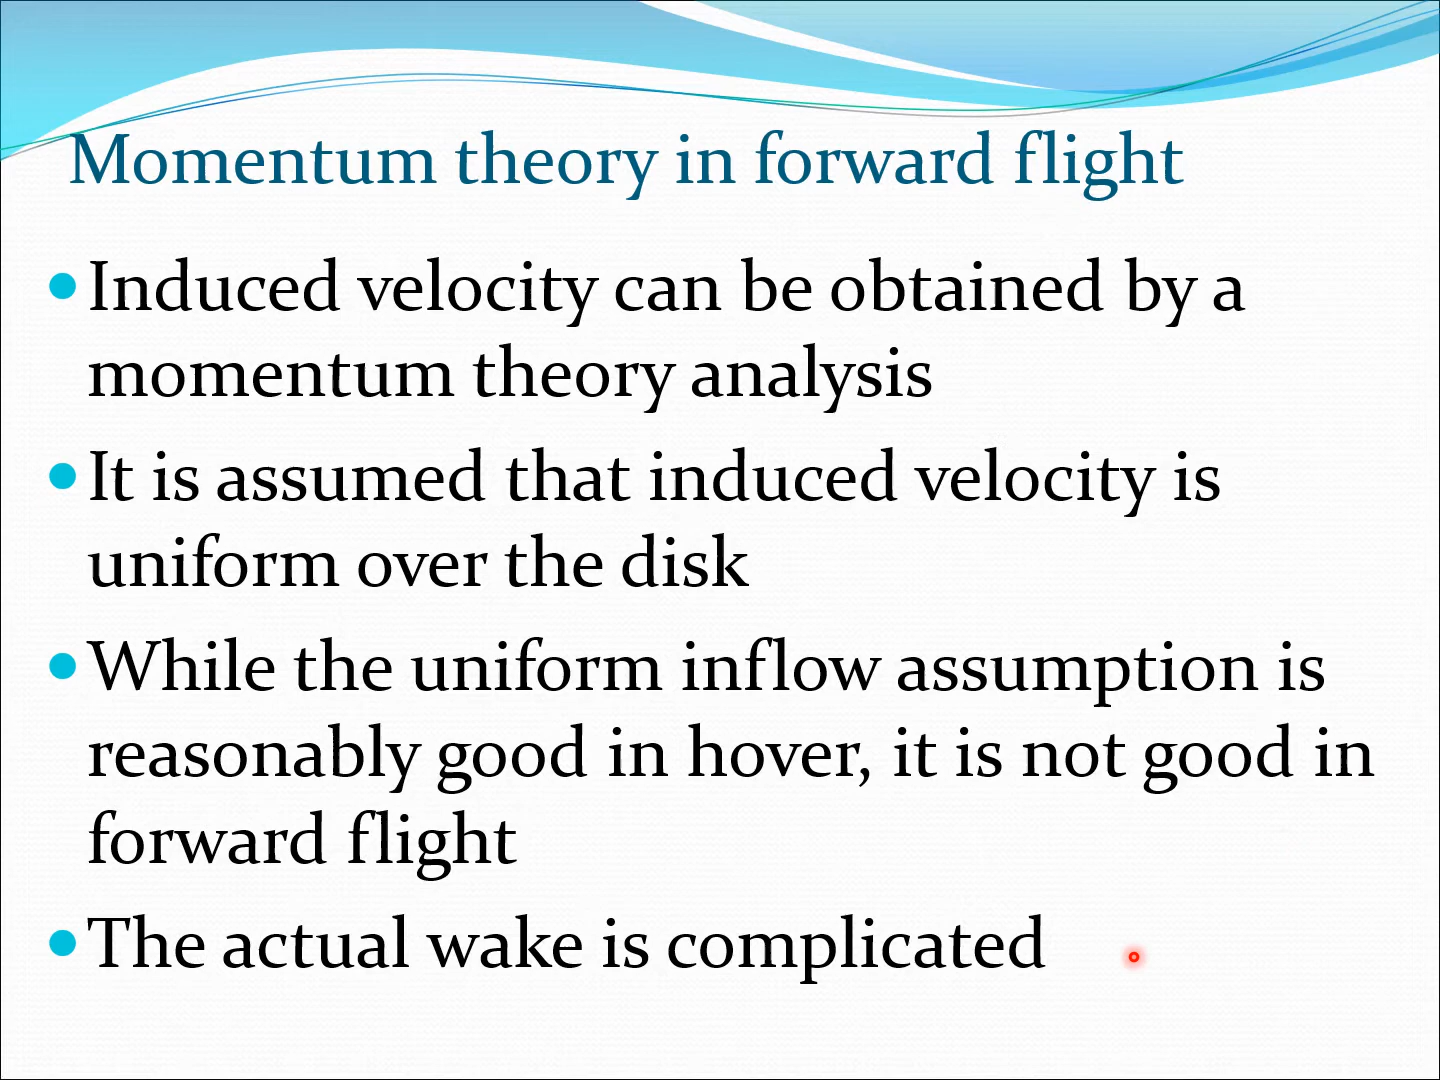 Momentum theory in forward flight
Induced velocity can be obtained by a
momentum theory analysis
It is assumed that induced velocity is
uniform over the disk
While the uniform inflow assumption is
reasonably good in hover, it is not good in
forward flight
The actual wake is complicated